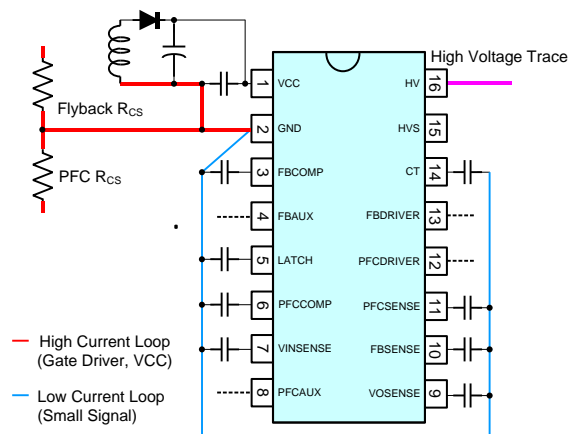 High Voltage Trace
1 VCC HV 16
Flyback RCS
2 GND HVS 15
PFC RCS
3 FBCOMP CT 14
4 FBAUX FBDRIVER 13
5 LATCH PFCDRIVER 12
6 PFCCOMP PFCSENSE 11
7 VINSENSE FBSENSE 10
8 PFCAUX VOSENSE 9
High Current Loop
(Gate Driver, VCC)
Low Current Loop
(Small Signal)